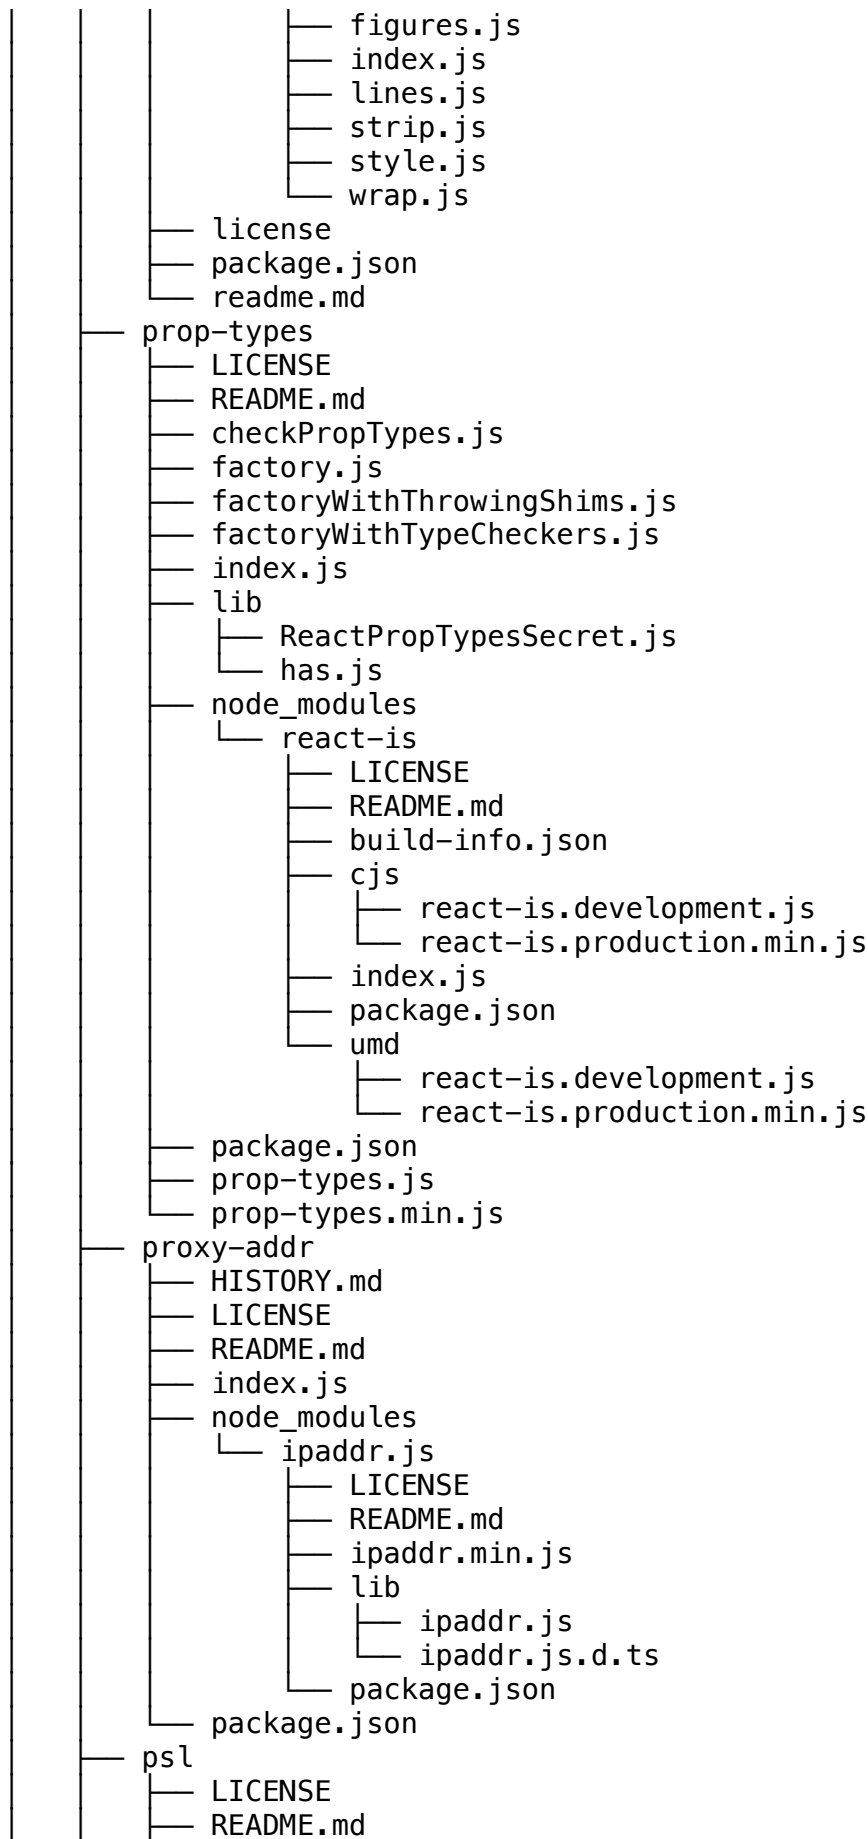 │   │   │       ├── figures.js
│   │   │       ├── index.js
│   │   │       ├── lines.js
│   │   │       ├── strip.js
│   │   │       ├── style.js
│   │   │       └── wrap.js
│   │   ├── license
│   │   ├── package.json
│   │   └── readme.md
│   ├── prop-types
│   │   ├── LICENSE
│   │   ├── README.md
│   │   ├── checkPropTypes.js
│   │   ├── factory.js
│   │   ├── factoryWithThrowingShims.js
│   │   ├── factoryWithTypeCheckers.js
│   │   ├── index.js
│   │   ├── lib
│   │   │   ├── ReactPropTypesSecret.js
│   │   │   └── has.js
│   │   ├── node_modules
│   │   │   └── react-is
│   │   │       ├── LICENSE
│   │   │       ├── README.md
│   │   │       ├── build-info.json
│   │   │       ├── cjs
│   │   │       │   ├── react-is.development.js
│   │   │       │   └── react-is.production.min.js
│   │   │       ├── index.js
│   │   │       ├── package.json
│   │   │       └── umd
│   │   │           ├── react-is.development.js
│   │   │           └── react-is.production.min.js
│   │   ├── package.json
│   │   ├── prop-types.js
│   │   └── prop-types.min.js
│   ├── proxy-addr
│   │   ├── HISTORY.md
│   │   ├── LICENSE
│   │   ├── README.md
│   │   ├── index.js
│   │   ├── node_modules
│   │   │   └── ipaddr.js
│   │   │       ├── LICENSE
│   │   │       ├── README.md
│   │   │       ├── ipaddr.min.js
│   │   │       ├── lib
│   │   │       │   ├── ipaddr.js
│   │   │       │   └── ipaddr.js.d.ts
│   │   │       └── package.json
│   │   └── package.json
│   ├── psl
│   │   ├── LICENSE
│   │   ├── README.md